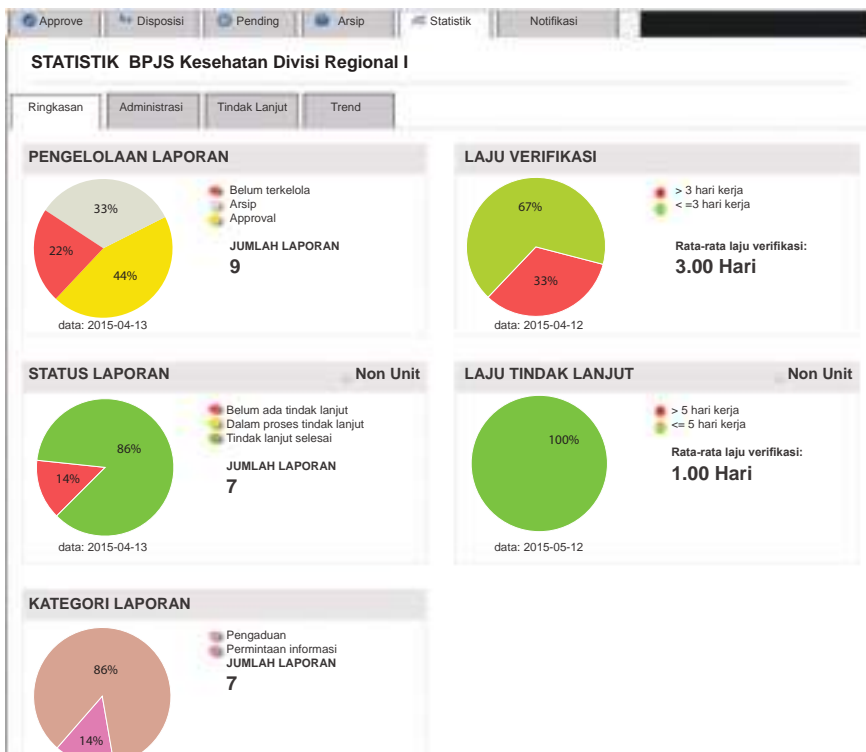 Approve Disposisi Pending Arsip Statistik Notifikasi
STATISTIK BPJS Kesehatan Divisi Regional I
Ringkasan Administrasi Tindak Lanjut Trend
PENGELOLAAN LAPORAN
33%
22%
44%
Belum terkelola
Arsip
Approval
JUMLAH LAPORAN
9
data: 2015-04-13
LAJU VERIFIKASI
67%
33%
> 3 hari kerja
< =3 hari kerja
Rata-rata laju verifikasi:
3.00 Hari
data: 2015-04-12
STATUS LAPORAN Non Unit
86%
14%
Belum ada tindak lanjut
Dalam proses tindak lanjut
Tindak lanjut selesai
JUMLAH LAPORAN
7
data: 2015-04-13
LAJU TINDAK LANJUT Non Unit
100%
> 5 hari kerja
<= 5 hari kerja
Rata-rata laju verifikasi:
1.00 Hari
data: 2015-05-12
KATEGORI LAPORAN
86%
14%
Pengaduan
Permintaan informasi
JUMLAH LAPORAN
7